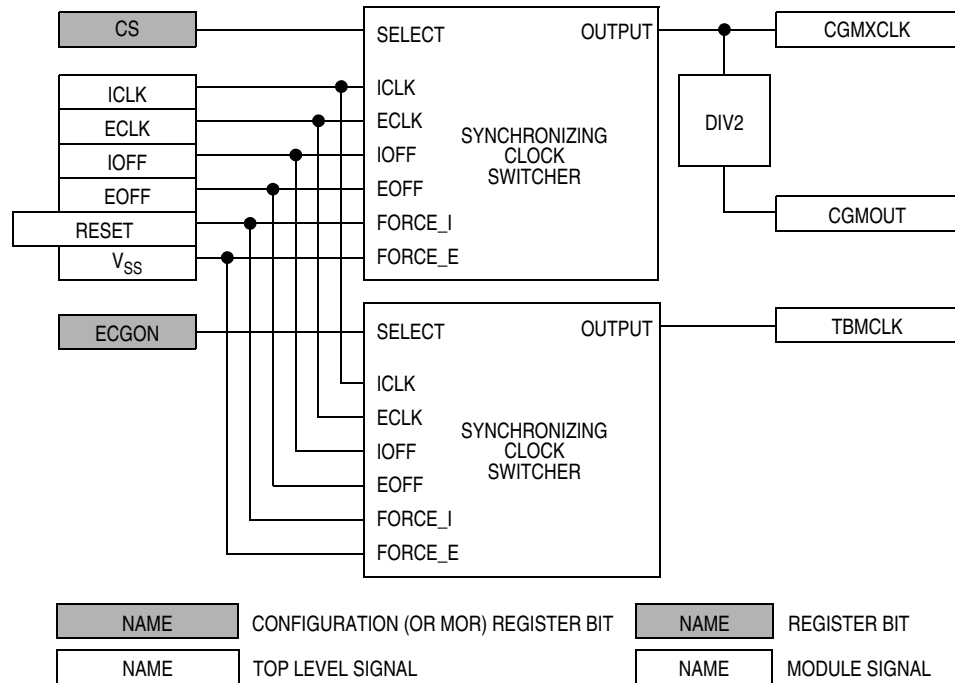 CS
SELECT
OUTPUT
CGMXCLK
ICLK
ICLK
ECLK
ECLK
IOFF
IOFF
EOFF
EOFF
RESET
FORCE_I
VSS
FORCE_E
SYNCHRONIZING
CLOCK
SWITCHER
DIV2
CGMOUT
ECGON
SELECT
OUTPUT
TBMCLK
ICLK
ECLK
IOFF
EOFF
FORCE_I
FORCE_E
SYNCHRONIZING
CLOCK
SWITCHER
NAME
CONFIGURATION (OR MOR) REGISTER BIT
NAME
REGISTER BIT
NAME
TOP LEVEL SIGNAL
NAME
MODULE SIGNAL